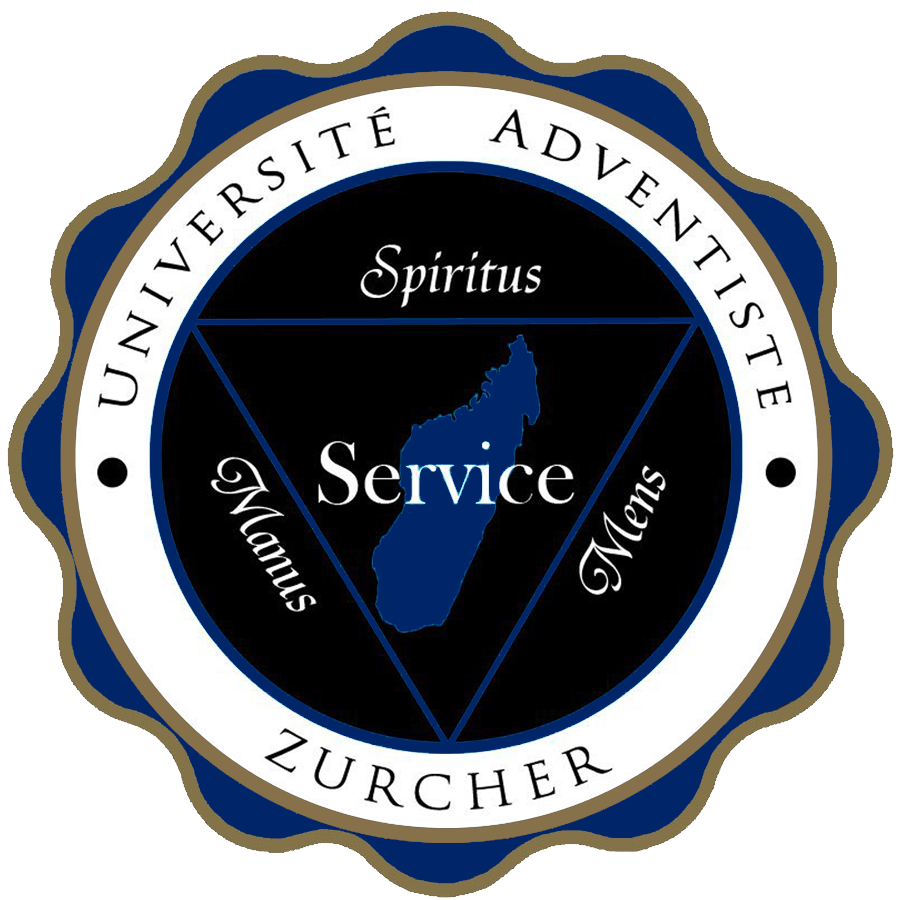 UNIVERSITÉ ADVENTISTE
Spiritus
Service
Manus
Mens
ZURCHER